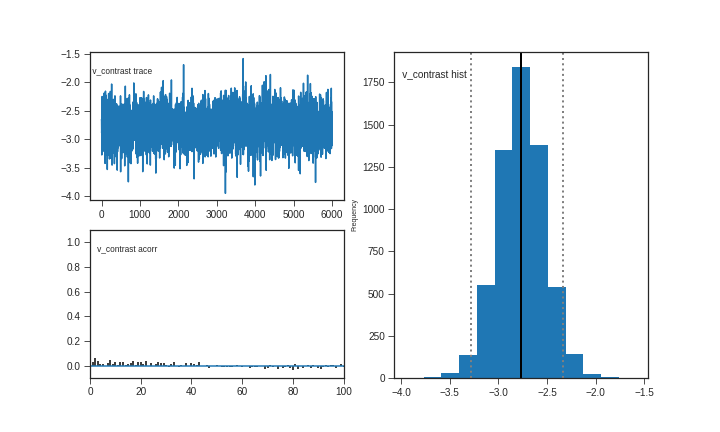 −1.5
v_contrast trace
−2.0
−2.5
−3.0
−3.5
−4.0
0 1000 2000 3000 4000 5000 6000
1.0
v_contrast acorr
0.8
0.6
0.4
0.2
0.0
0 20 40 60 80 100
v_contrast hist
1750
1500
1250
1000
750
500
250
0
Frequency
−4.0 −3.5 −3.0 −2.5 −2.0 −1.5